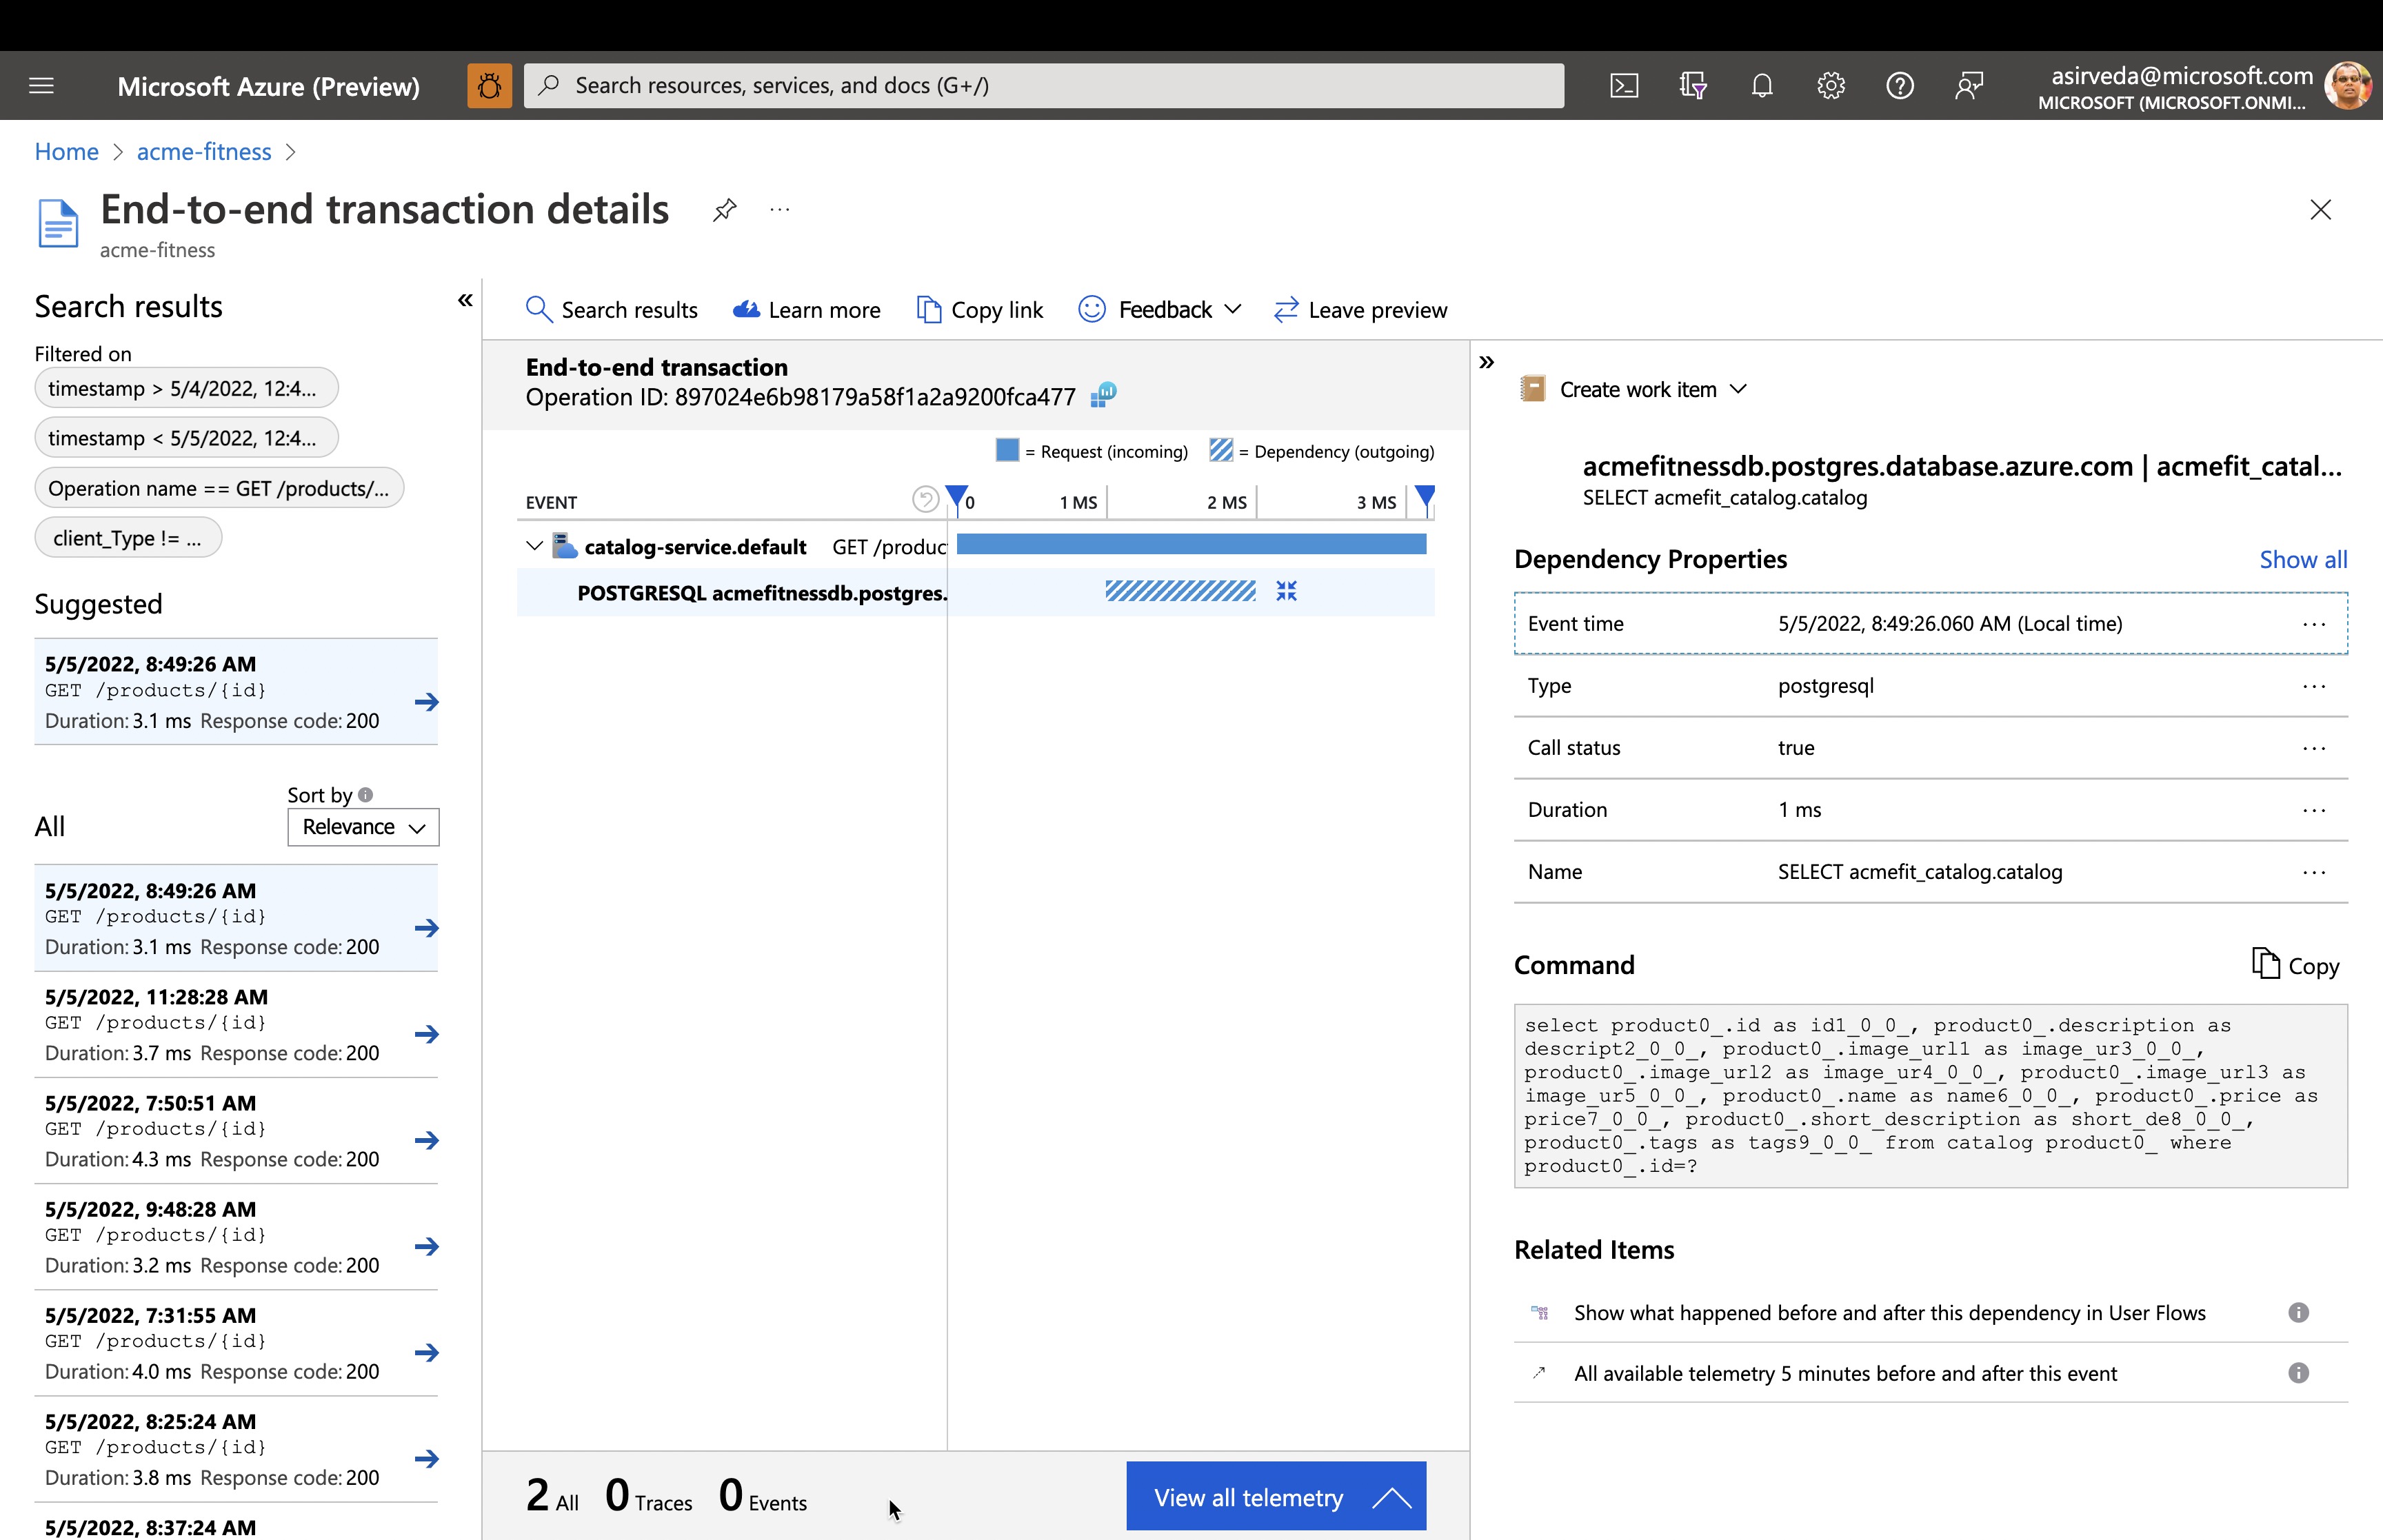 Microsoft Azure (Preview)
Search resources, services, and docs (G+/)
asirveda@microsoft.com
MICROSOFT (MICROSOFT.ONMI...
Home > acme-fitness >
End-to-end transaction details
...
acme-fitness
Search results
«
Filtered on
timestamp > 5/4/2022, 12:4...
timestamp < 5/5/2022, 12:4...
Operation name == GET /products/...
client_Type != ...
Suggested
5/5/2022, 8:49:26 AM
GET /products/{id}
Duration: 3.1 ms Response code: 200
Sort by
All
Relevance
5/5/2022, 8:49:26 AM
GET /products/{id}
Duration: 3.1 ms Response code: 200
5/5/2022, 11:28:28 AM
GET /products/{id}
Duration: 3.7 ms Response code: 200
5/5/2022, 7:50:51 AM
GET /products/{id}
Duration: 4.3 ms Response code: 200
5/5/2022, 9:48:28 AM
GET /products/{id}
Duration: 3.2 ms Response code: 200
5/5/2022, 7:31:55 AM
GET /products/{id}
Duration: 4.0 ms Response code: 200
5/5/2022, 8:25:24 AM
GET /products/{id}
Duration: 3.8 ms Response code: 200
5/5/2022, 8:37:24 AM
Search results Learn more Copy link Feedback Leave preview
End-to-end transaction
Operation ID: 897024e6b98179a58f1a2a9200fca477
= Request (incoming) = Dependency (outgoing)
EVENT 0 1 MS 2 MS 3 MS
catalog-service.default GET /produc
POSTGRESQL acmefitnessdb.postgres.
2 All 0 Traces 0 Events
View all telemetry
»
Create work item
acmefitnessdb.postgres.database.azure.com | acmefit_catal...
SELECT acmefit_catalog.catalog
Dependency Properties Show all
Event time 5/5/2022, 8:49:26.060 AM (Local time) ...
Type postgresql ...
Call status true ...
Duration 1 ms ...
Name SELECT acmefit_catalog.catalog ...
Command Copy
select product0_.id as id1_0_0_, product0_.description as
descript2_0_0_, product0_.image_url1 as image_ur3_0_0_,
product0_.image_url2 as image_ur4_0_0_, product0_.image_url3 as
image_ur5_0_0_, product0_.name as name6_0_0_, product0_.price as
price7_0_0_, product0_.short_description as short_de8_0_0_,
product0_.tags as tags9_0_0_ from catalog product0_ where
product0_.id=?
Related Items
Show what happened before and after this dependency in User Flows
All available telemetry 5 minutes before and after this event